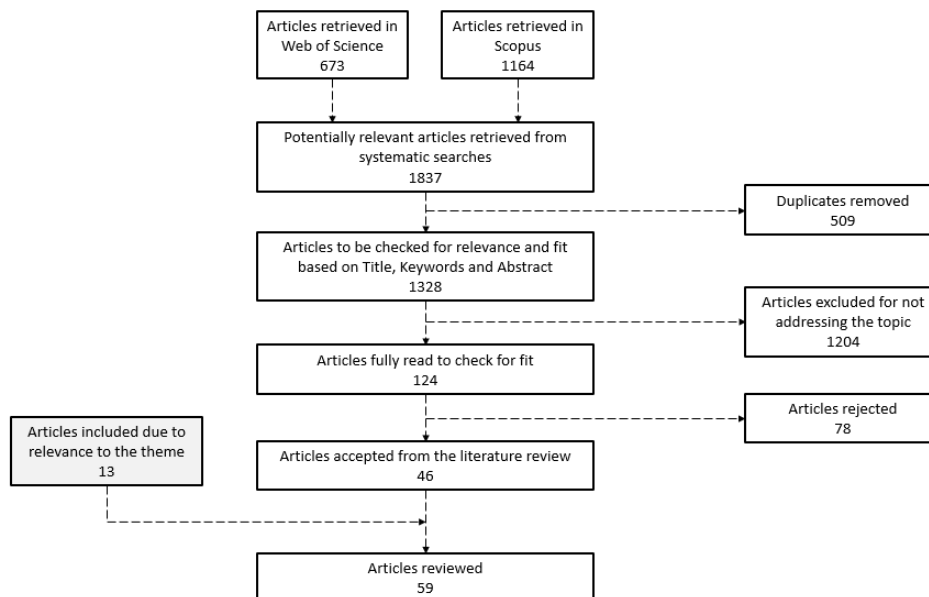 Articles retrieved in
Web of Science
673
Articles retrieved in
Scopus
1164
Potentially relevant articles retrieved from
systematic searches
1837
Duplicates removed
509
Articles to be checked for relevance and fit
based on Title, Keywords and Abstract
1328
Articles excluded for not
addressing the topic
1204
Articles fully read to check for fit
124
Articles rejected
78
Articles included due to
relevance to the theme
13
Articles accepted from the literature review
46
Articles reviewed
59